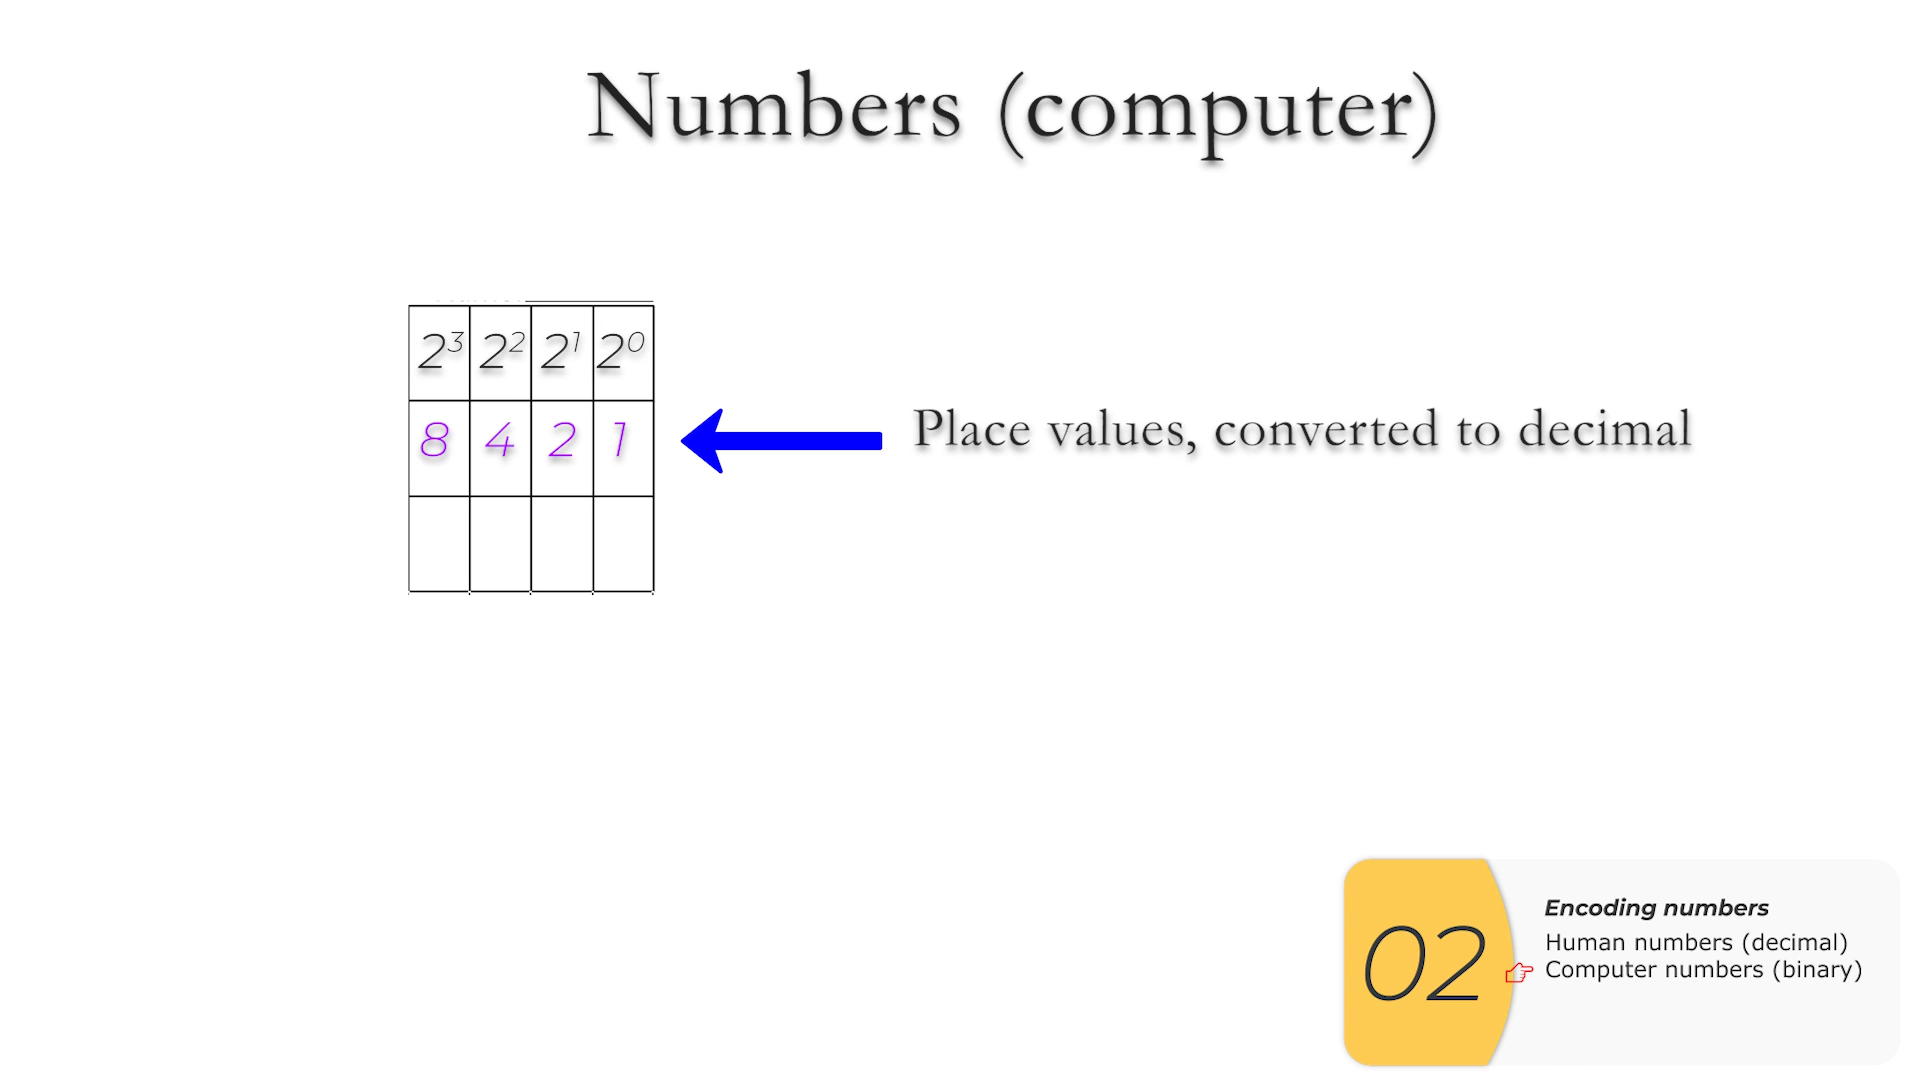 Numbers (computer)
2³ 2² 2¹ 2⁰
8 4 2 1
Place values, converted to decimal
02
Encoding numbers
Human numbers (decimal)
Computer numbers (binary)